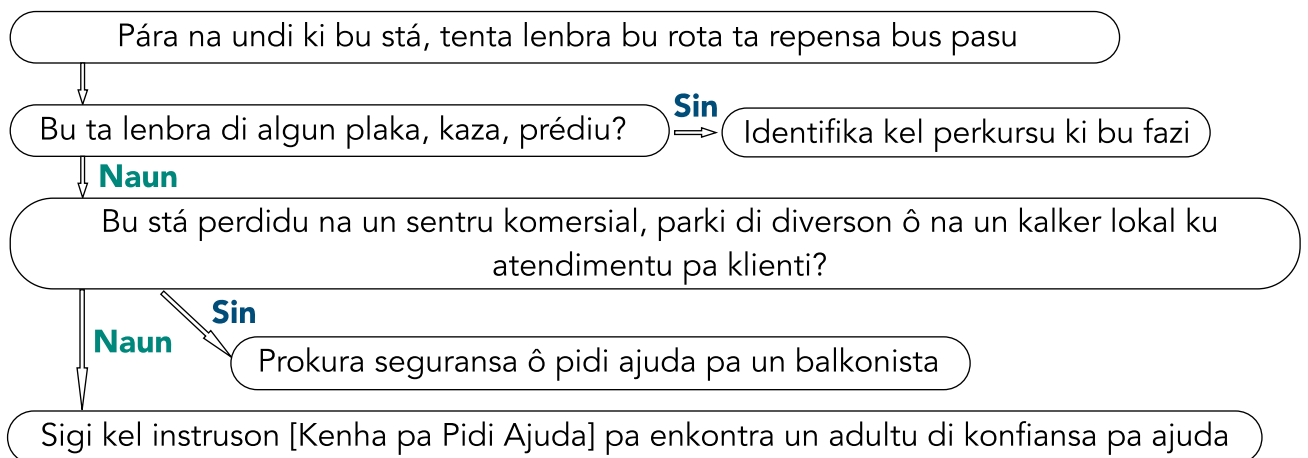 Pára na undi ki bu stá, tenta lenbra bu rota ta repensa bus pasu
Bu ta lenbra di algun plaka, kaza, prédiu?
Sin
Identifika kel perkursu ki bu fazi
Naun
Bu stá perdidu na un sentru komersial, parki di diverson ô na un kalker lokal ku
atendimentu pa klienti?
Sin
Naun
Prokura seguransa ô pidi ajuda pa un balkonista
Sigi kel instruson [Kenha pa Pidi Ajuda] pa enkontra un adultu di konfiansa pa ajuda